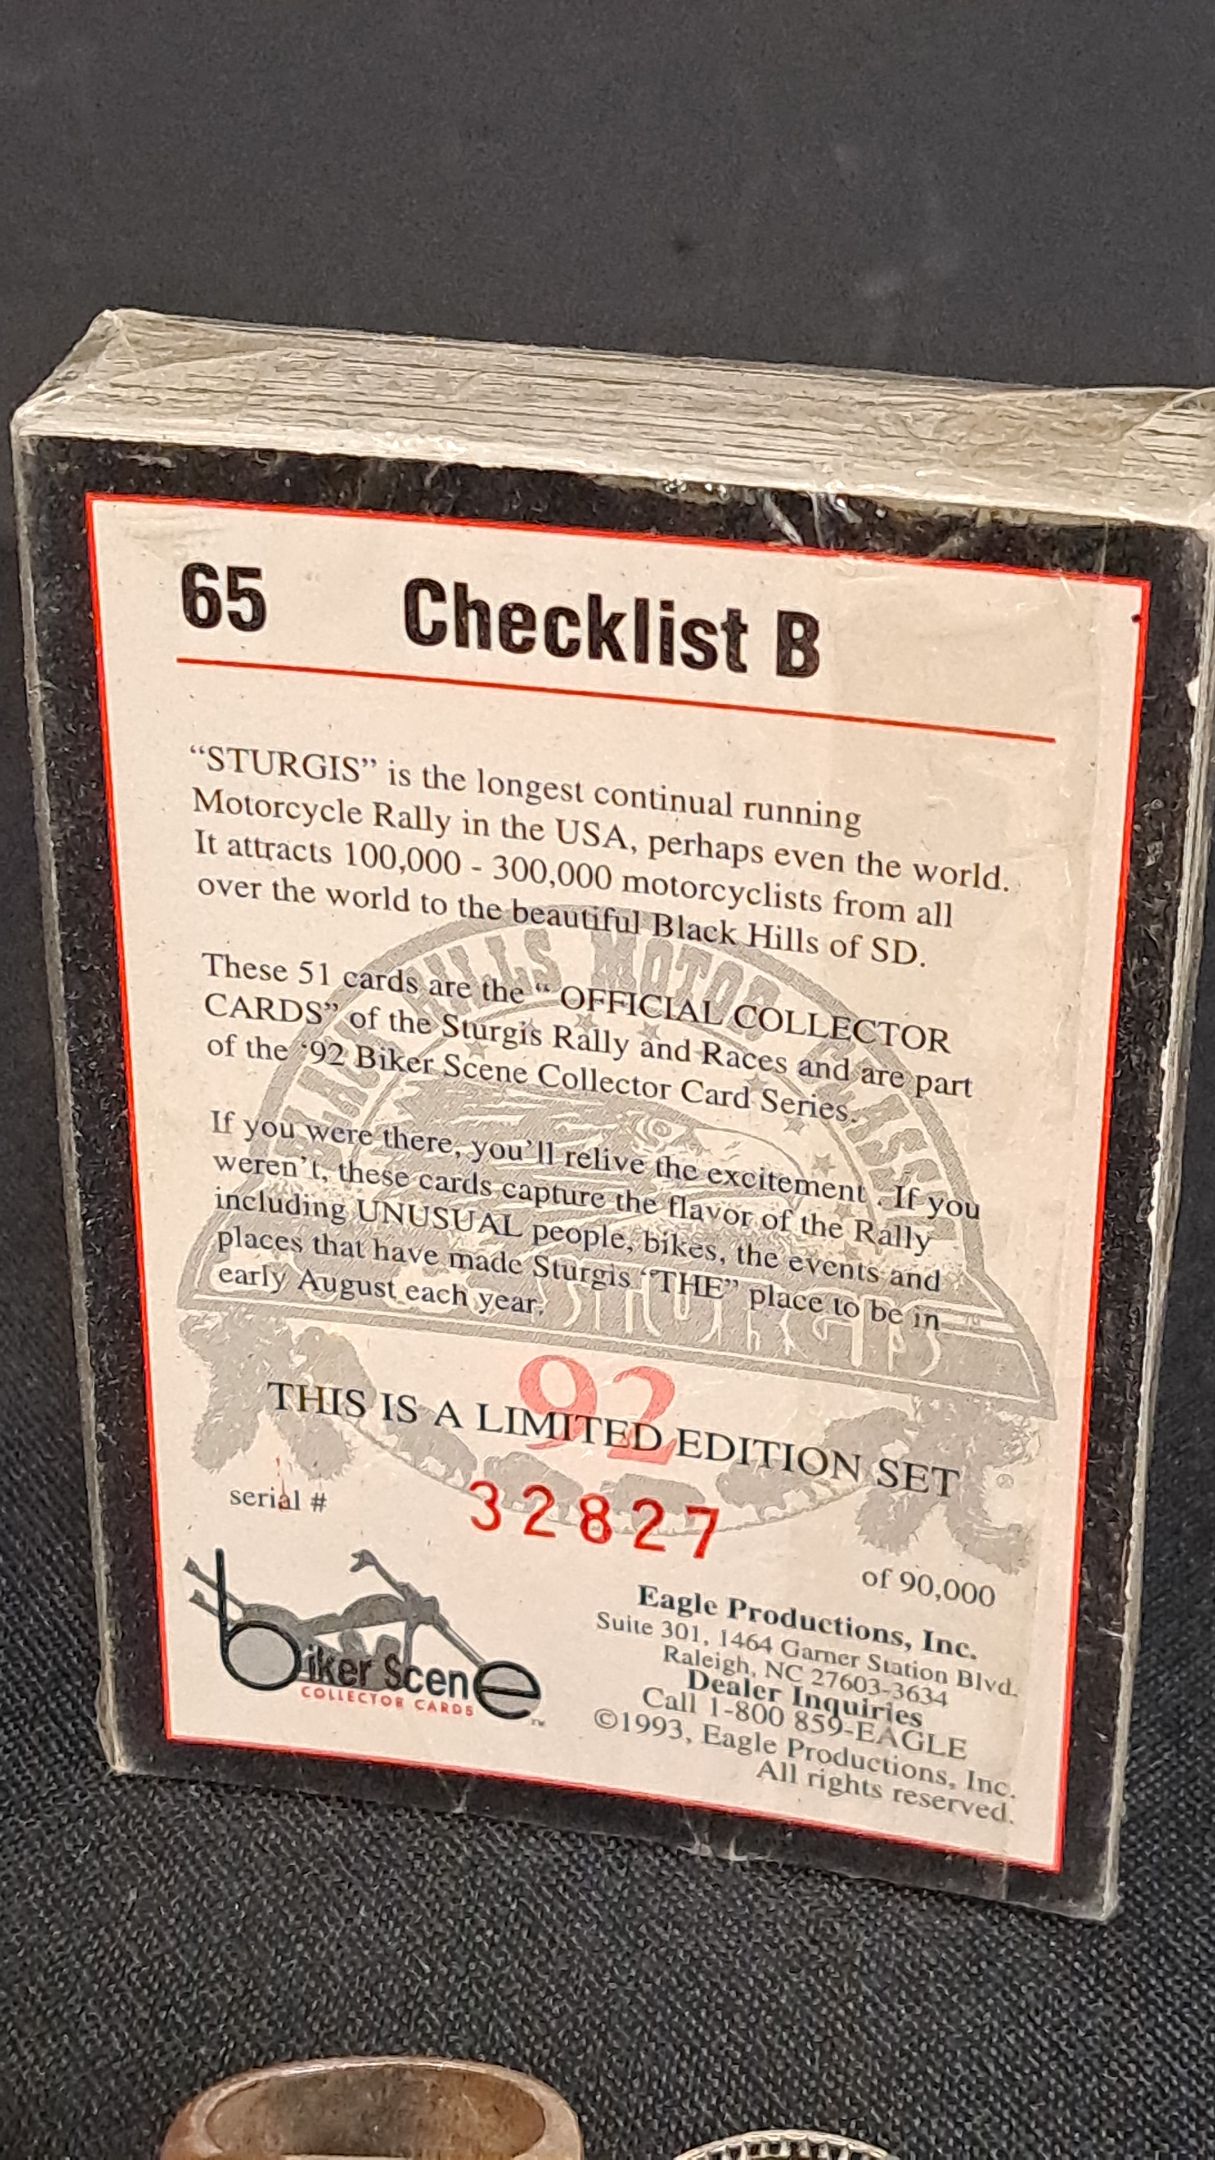 65 Checklist B
“STURGIS” is the longest continual running
Motorcycle Rally in the USA, perhaps even the world.
It attracts 100,000 - 300,000 motorcyclists from all
over the world to the beautiful Black Hills of SD.
These 51 cards are the “ OFFICIAL COLLECTOR
CARDS” of the Sturgis Rally and Races and are part
of the ‘92 Biker Scene Collector Card Series.
If you were there, you’ll relive the excitement . If you
weren’t, these cards capture the flavor of the Rally
including UNUSUAL people, bikes, the events and
places that have made Sturgis “THE” place to be in
early August each year.
BLACK HILLS MOTOR CLASSIC
STURGIS
92
THIS IS A LIMITED EDITION SET
serial # 32827
of 90,000
biker Scene
COLLECTOR CARDS
TM
Eagle Productions, Inc.
Suite 301, 1464 Garner Station Blvd.
Raleigh, NC 27603-3634
Dealer Inquiries
Call 1-800 859-EAGLE
©1993, Eagle Productions, Inc.
All rights reserved.